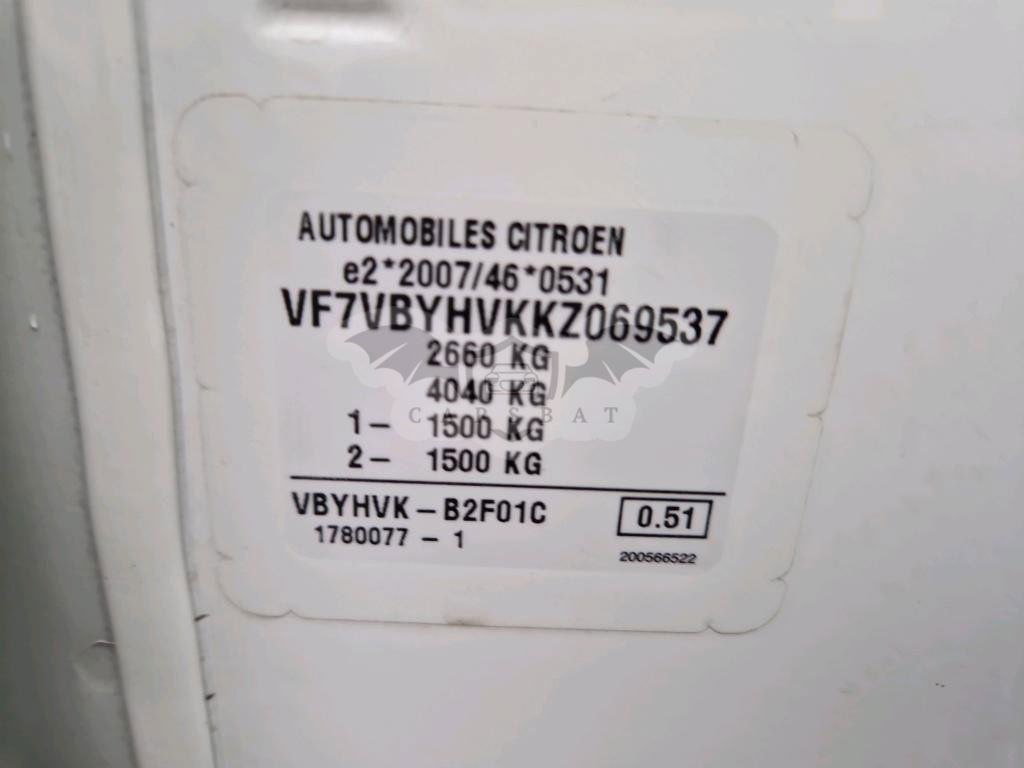 AUTOMOBILES CITROEN
e2*2007/46*0531
VF7VBYHVKKZ069537
2660 KG
4040 KG
CARSBAT
1- 1500 KG
2- 1500 KG
VBYHVK-B2F01C
0.51
1780077-1
200566522